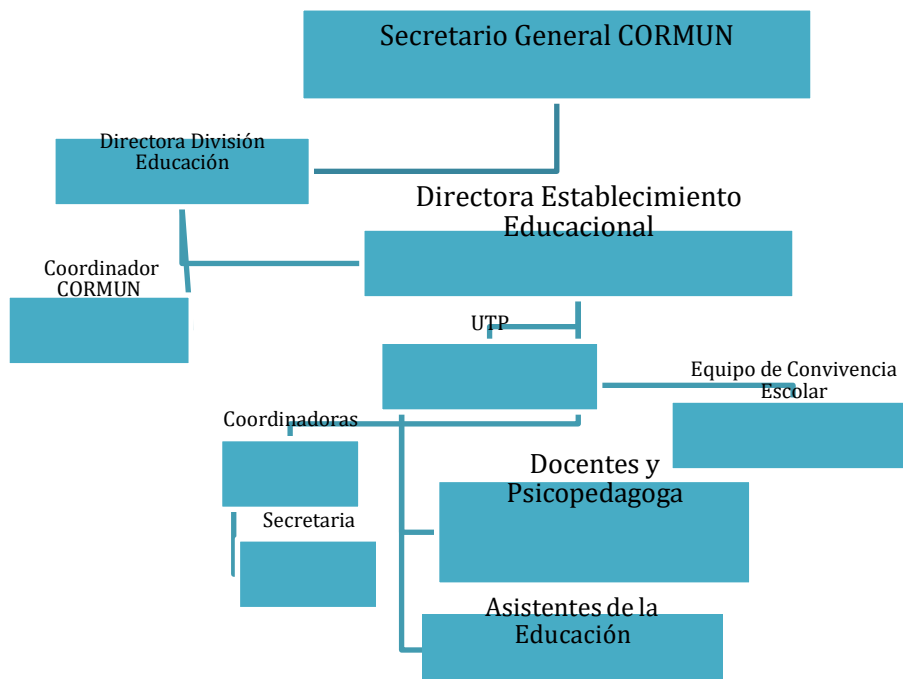 Secretario General CORMUN
Directora División
Educación
Directora Establecimiento
Educacional
Coordinador
CORMUN
UTP
Equipo de Convivencia
Escolar
Coordinadoras
Docentes y
Psicopedagoga
Secretaria
Asistentes de la
Educación